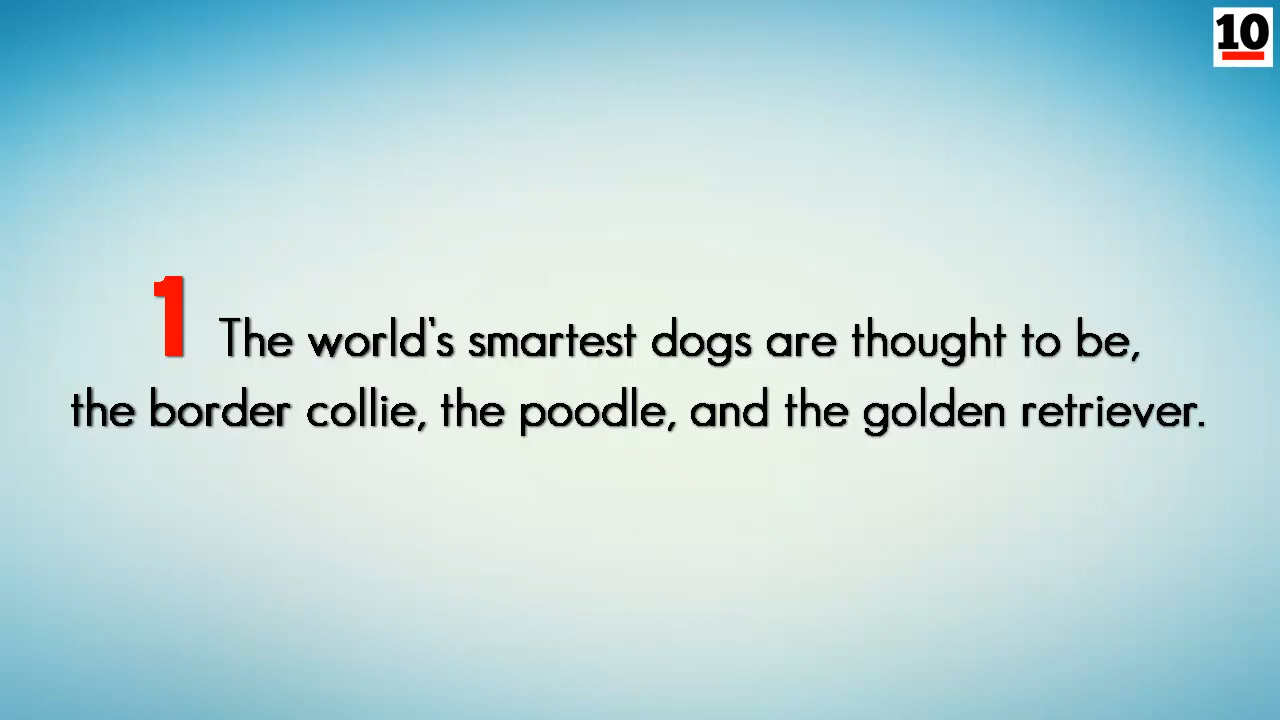 10
1 The world's smartest dogs are thought to be,
the border collie, the poodle, and the golden retriever.